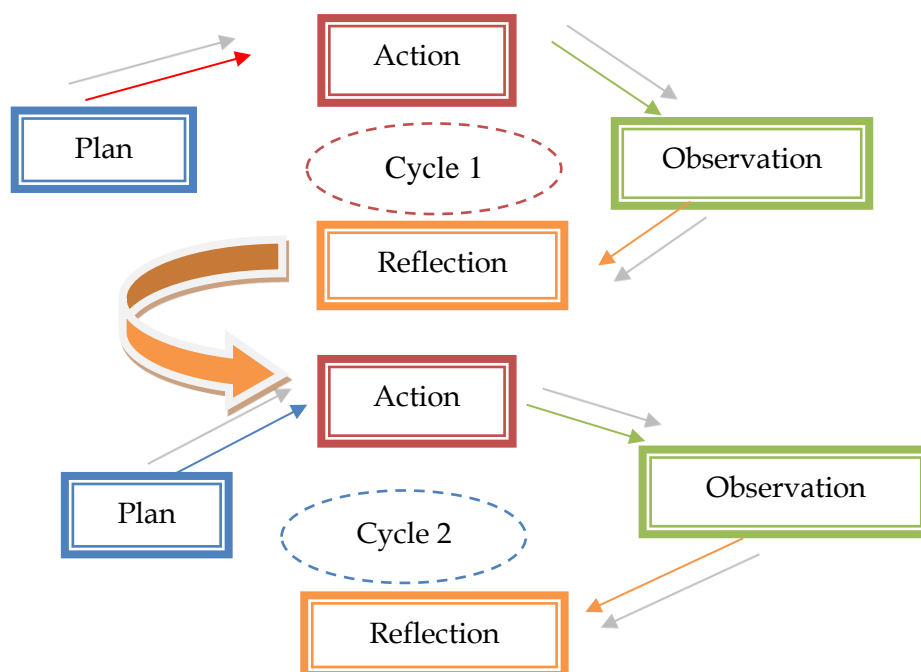 Action
Plan
Observation
Cycle 1
Reflection
Action
Plan
Observation
Cycle 2
Reflection